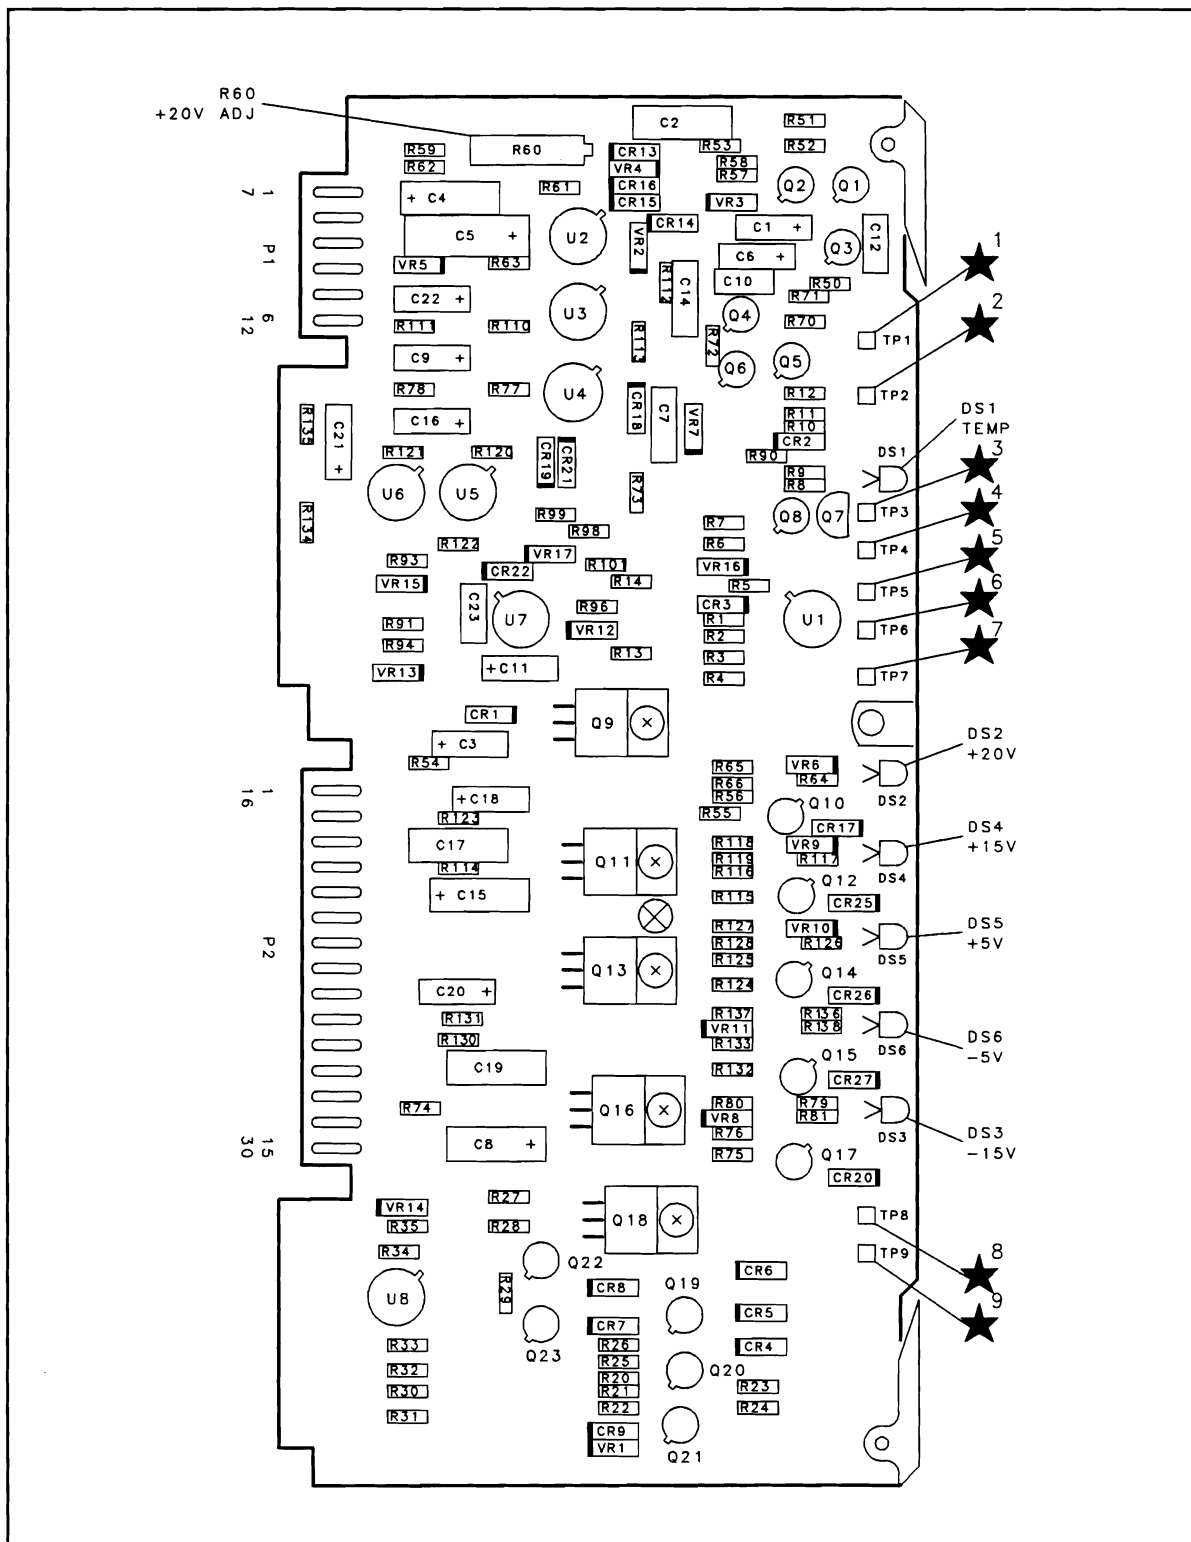 R60
+20V ADJ
C2
R51
R59
R60
CR13
R53
R52
R62
VR4
R58
R57
1
7
R61
CR16
Q2
Q1
+ C4
CR15
VR3
C5 +
U2
CR14
C1 +
C12
P1
VR2
Q3
1
VR5
R63
C6 +
R112
C14
C10
R50
C22 +
U3
R71
2
6
12
R111
R110
Q4
R70
TP1
R113
R72
C9 +
Q6
Q5
R78
R77
U4
CR18
C7
R12
TP2
R135
C21 +
C16 +
VR7
R11
R10
DS1
TEMP
CR2
R121
R120
CR19
CR21
R90
DS1
3
U6
U5
R73
R9
R8
4
R134
R99
R7
Q8
Q7
TP3
R122
R98
R6
5
R93
VR17
VR16
TP4
VR15
CR22
R101
R14
R5
TP5
6
C23
U7
R96
CR3
U1
R91
VR12
R1
TP6
7
R94
R2
R13
R3
VR13
+C11
R4
TP7
CR1
Q9
+ C3
DS2
+20V
R54
R65
VR6
R66
R64
1
16
+C18
R56
Q10
DS2
R123
R55
CR17
DS4
+15V
C17
R118
VR9
Q11
R119
R117
R114
R116
Q12
DS4
+ C15
R115
CR25
DS5
+5V
R127
VR10
P2
R128
R126
Q13
R125
Q14
DS5
C20 +
R124
CR26
R131
R137
R136
DS6
-5V
VR11
R138
R130
R133
Q15
DS6
C19
R132
CR27
R74
Q16
R80
R79
VR8
R81
DS3
-15V
15
30
C8 +
R76
DS3
R75
Q17
CR20
VR14
R27
R35
R28
Q18
TP8
R34
TP9
Q22
CR6
8
U8
R29
CR8
Q19
9
CR7
CR5
R33
Q23
R26
CR4
R32
R25
R20
Q20
R30
R21
R23
R31
R22
R24
CR9
VR1
Q21